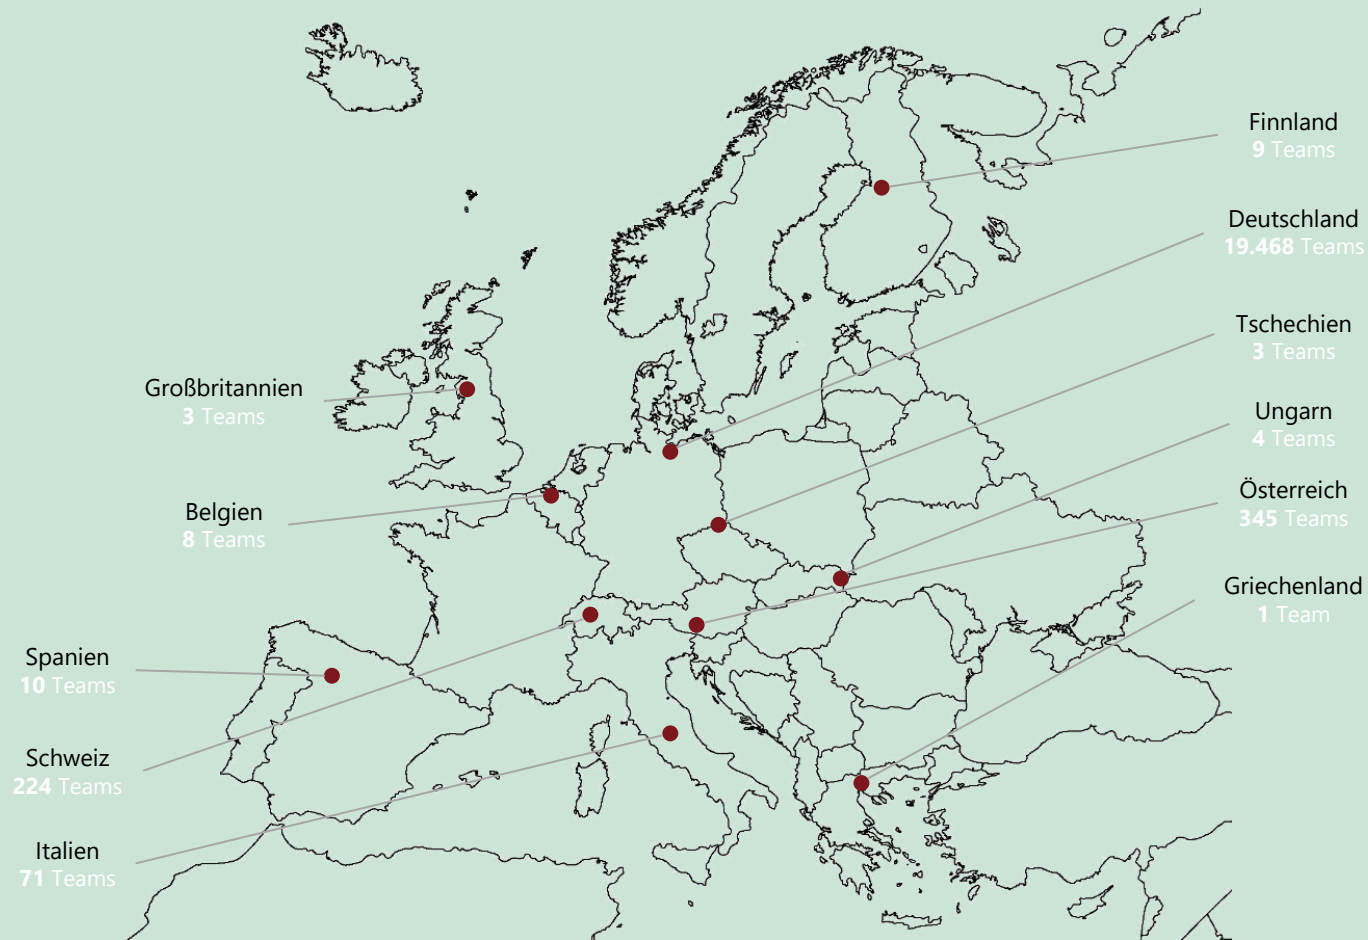 Finnland
9 Teams
Deutschland
19.468 Teams
Tschechien
3 Teams
Großbritannien
3 Teams
Ungarn
4 Teams
Österreich
345 Teams
Belgien
8 Teams
Griechenland
1 Team
Spanien
10 Teams
Schweiz
224 Teams
Italien
71 Teams